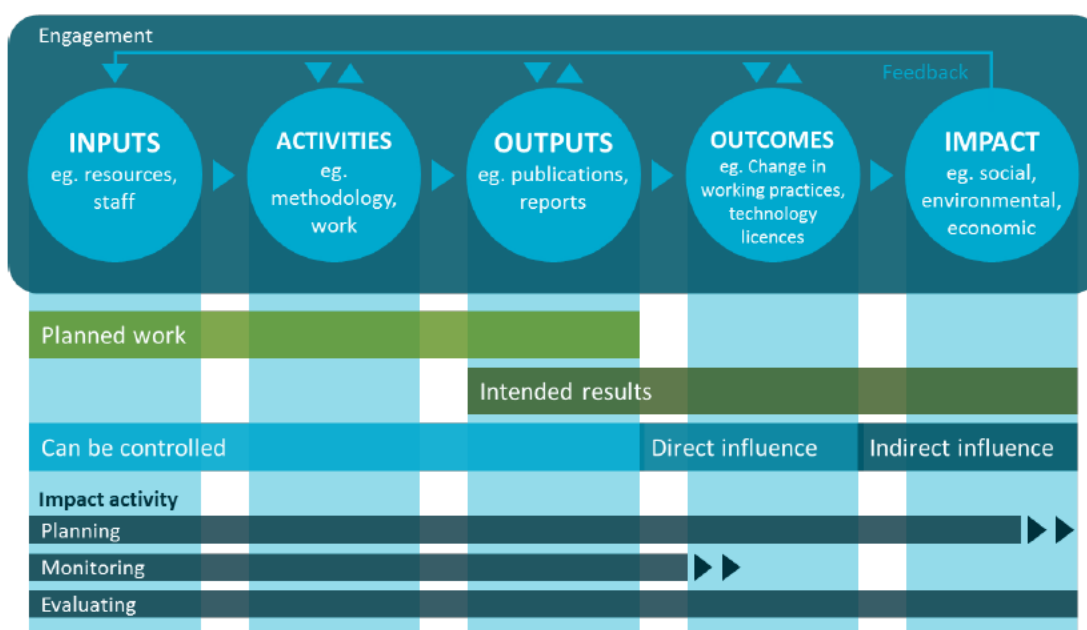 Engagement
Feedback
INPUTS
eg. resources,
staff
ACTIVITIES
eg.
methodology,
work
OUTPUTS
eg. publications,
reports
OUTCOMES
eg. Change in
working practices,
technology
licences
IMPACT
eg. social,
environmental,
economic
Planned work
Intended results
Can be controlled
Direct influence
Indirect influence
Impact activity
Planning
Monitoring
Evaluating